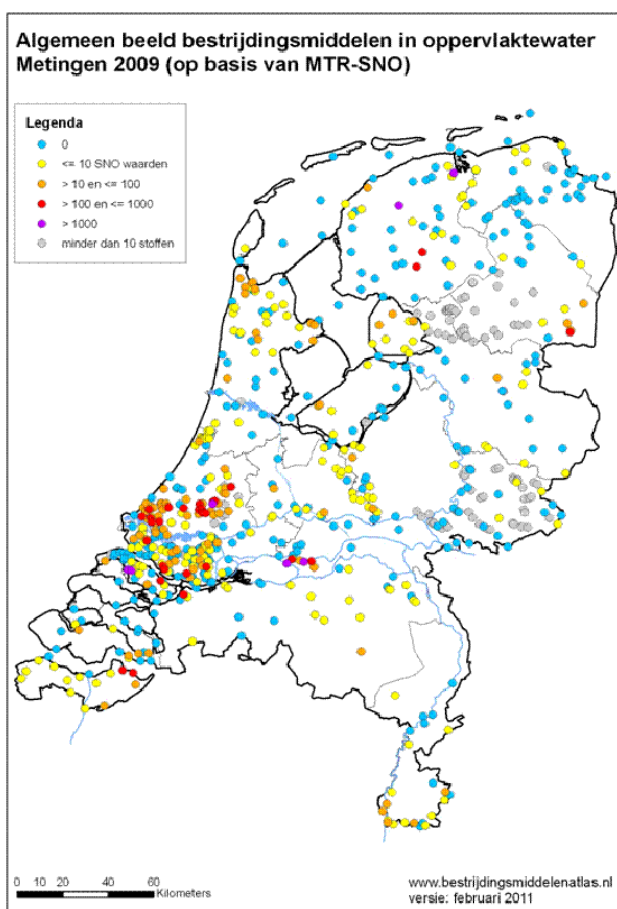 Algemeen beeld bestrijdingsmiddelen in oppervlaktewater
Metingen 2009 (op basis van MTR-SNO)
Legenda
0
<= 10 SNO waarden
> 10 en <= 100
> 100 en <= 1000
> 1000
minder dan 10 stoffen
0 10 20 40 60
Kilometers
www.bestrijdingsmiddelenatlas.nl
versie: februari 2011